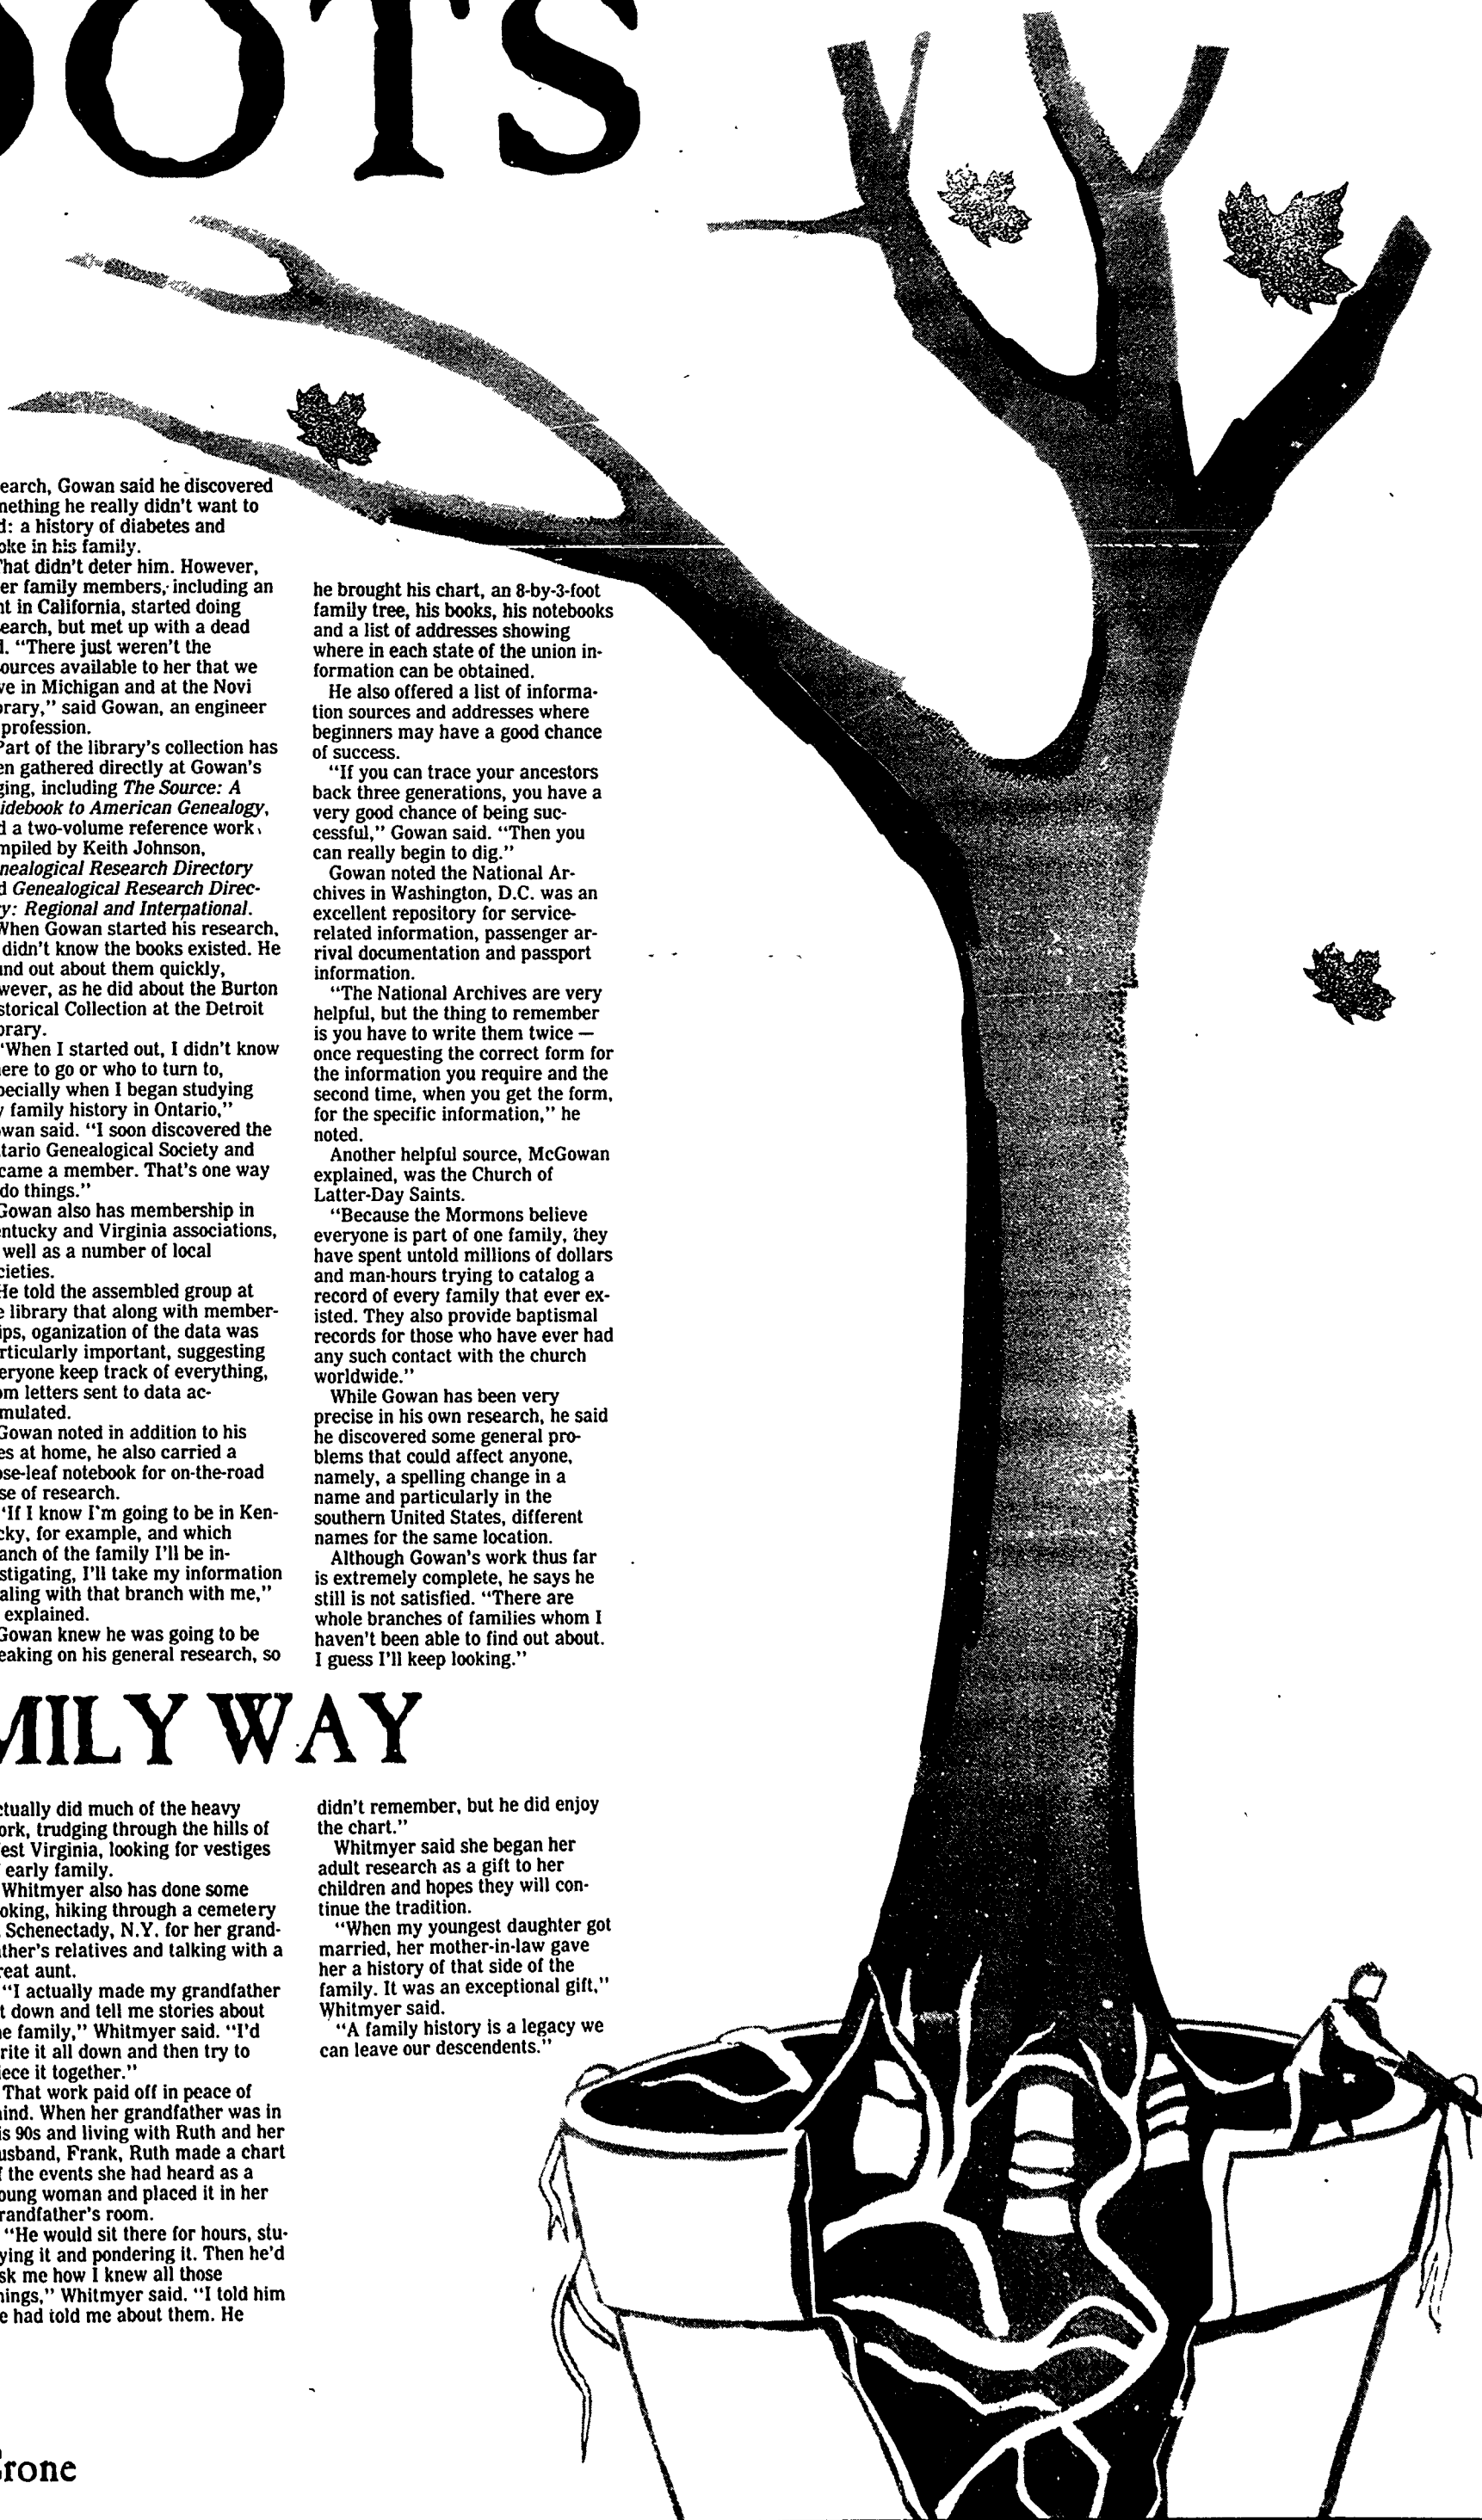 OOTS
earch, Gowan said he discovered
mething he really didn't want to
d: a history of diabetes and
oke in his family.
That didn't deter him. However,
er family members, including an
nt in California, started doing
earch, but met up with a dead
d. “There just weren't the
ources available to her that we
ve in Michigan and at the Novi
brary,” said Gowan, an engineer
profession.
Part of the library's collection has
en gathered directly at Gowan's
ging, including The Source: A
idebook to American Genealogy,
d a two-volume reference work
mpiled by Keith Johnson,
nealogical Research Directory
d Genealogical Research Direc-
y: Regional and International.
When Gowan started his research,
didn't know the books existed. He
und out about them quickly,
wever, as he did about the Burton
storical Collection at the Detroit
brary.
“When I started out, I didn't know
ere to go or who to turn to,
pecially when I began studying
y family history in Ontario,”
wan said. “I soon discovered the
tario Genealogical Society and
came a member. That's one way
do things.”
Gowan also has membership in
entucky and Virginia associations,
well as a number of local
cieties.
He told the assembled group at
e library that along with member-
ips, oganization of the data was
rticularly important, suggesting
eryone keep track of everything,
om letters sent to data ac-
mulated.
Gowan noted in addition to his
es at home, he also carried a
ose-leaf notebook for on-the-road
se of research.
“If I know I'm going to be in Ken-
cky, for example, and which
anch of the family I'll be in-
stigating, I'll take my information
aling with that branch with me,”
explained.
Gowan knew he was going to be
eaking on his general research, so
he brought his chart, an 8-by-3-foot
family tree, his books, his notebooks
and a list of addresses showing
where in each state of the union in-
formation can be obtained.
He also offered a list of informa-
tion sources and addresses where
beginners may have a good chance
of success.
“If you can trace your ancestors
back three generations, you have a
very good chance of being suc-
cessful,” Gowan said. “Then you
can really begin to dig.”
Gowan noted the National Ar-
chives in Washington, D.C. was an
excellent repository for service-
related information, passenger ar-
rival documentation and passport
information.
“The National Archives are very
helpful, but the thing to remember
is you have to write them twice —
once requesting the correct form for
the information you require and the
second time, when you get the form,
for the specific information,” he
noted.
Another helpful source, McGowan
explained, was the Church of
Latter-Day Saints.
“Because the Mormons believe
everyone is part of one family, they
have spent untold millions of dollars
and man-hours trying to catalog a
record of every family that ever ex-
isted. They also provide baptismal
records for those who have ever had
any such contact with the church
worldwide.”
While Gowan has been very
precise in his own research, he said
he discovered some general pro-
blems that could affect anyone,
namely, a spelling change in a
name and particularly in the
southern United States, different
names for the same location.
Although Gowan's work thus far
is extremely complete, he says he
still is not satisfied. “There are
whole branches of families whom I
haven't been able to find out about.
I guess I'll keep looking.”
MILY WAY
ctually did much of the heavy
ork, trudging through the hills of
est Virginia, looking for vestiges
early family.
Whitmyer also has done some
oking, hiking through a cemetery
Schenectady, N.Y. for her grand-
ther's relatives and talking with a
reat aunt.
“I actually made my grandfather
t down and tell me stories about
e family,” Whitmyer said. “I'd
rite it all down and then try to
iece it together.”
That work paid off in peace of
ind. When her grandfather was in
is 90s and living with Ruth and her
usband, Frank, Ruth made a chart
f the events she had heard as a
oung woman and placed it in her
randfather's room.
“He would sit there for hours, stu-
ying it and pondering it. Then he'd
sk me how I knew all those
hings,” Whitmyer said. “I told him
e had told me about them. He
didn't remember, but he did enjoy
the chart.”
Whitmyer said she began her
adult research as a gift to her
children and hopes they will con-
tinue the tradition.
“When my youngest daughter got
married, her mother-in-law gave
her a history of that side of the
family. It was an exceptional gift,”
Whitmyer said.
“A family history is a legacy we
can leave our descendents.”
Grone